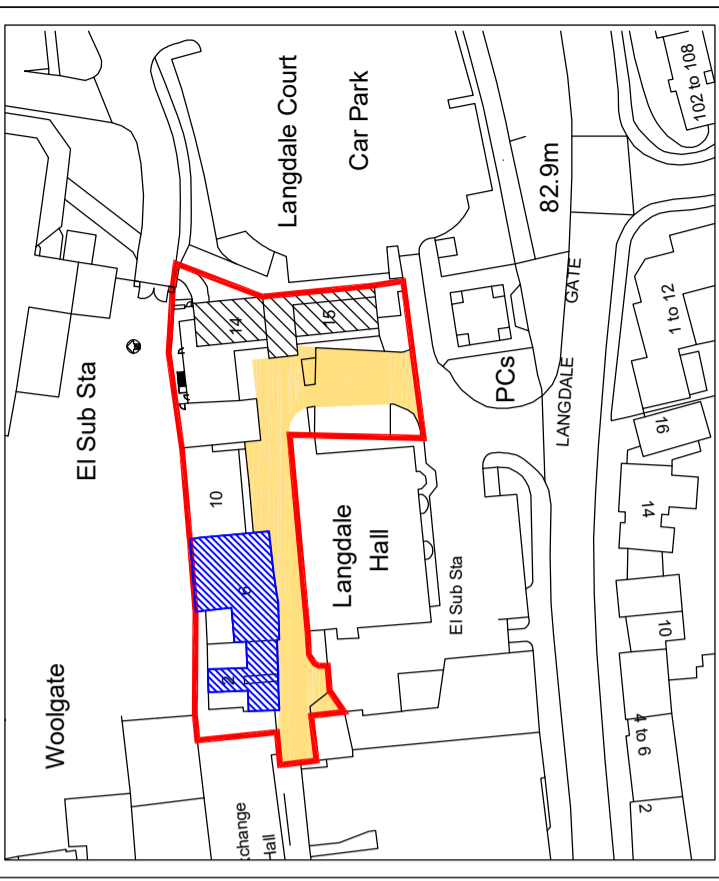 Langdale Court
Car Park
102 to 108
82.9m
LANGDALE
GATE
1 to 12
PCs
16
14
10
4 to 6
2
El Sub Sta
14
15
10
6
2
Langdale
Hall
El Sub Sta
Woolgate
xchange
Hall